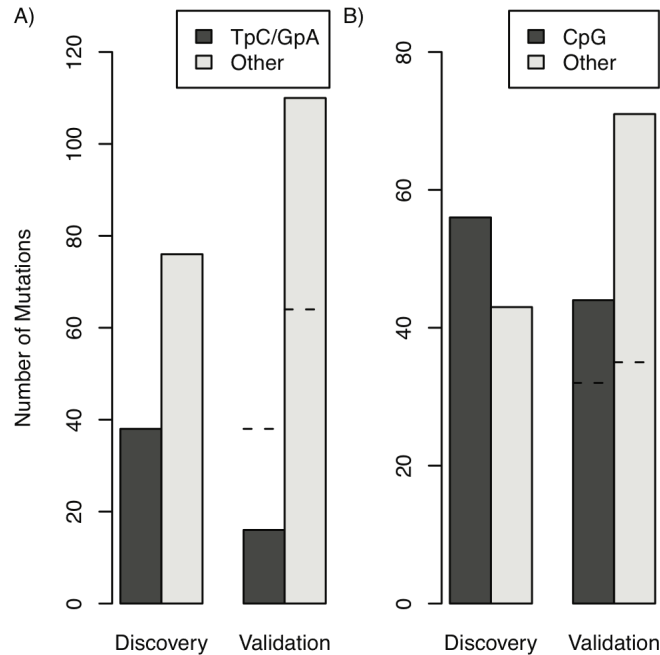 A)
TpC/GpA
Other
Number of Mutations
0
20
40
60
80
100
120
Discovery
Validation
B)
CpG
Other
0
20
40
60
80
Discovery
Validation